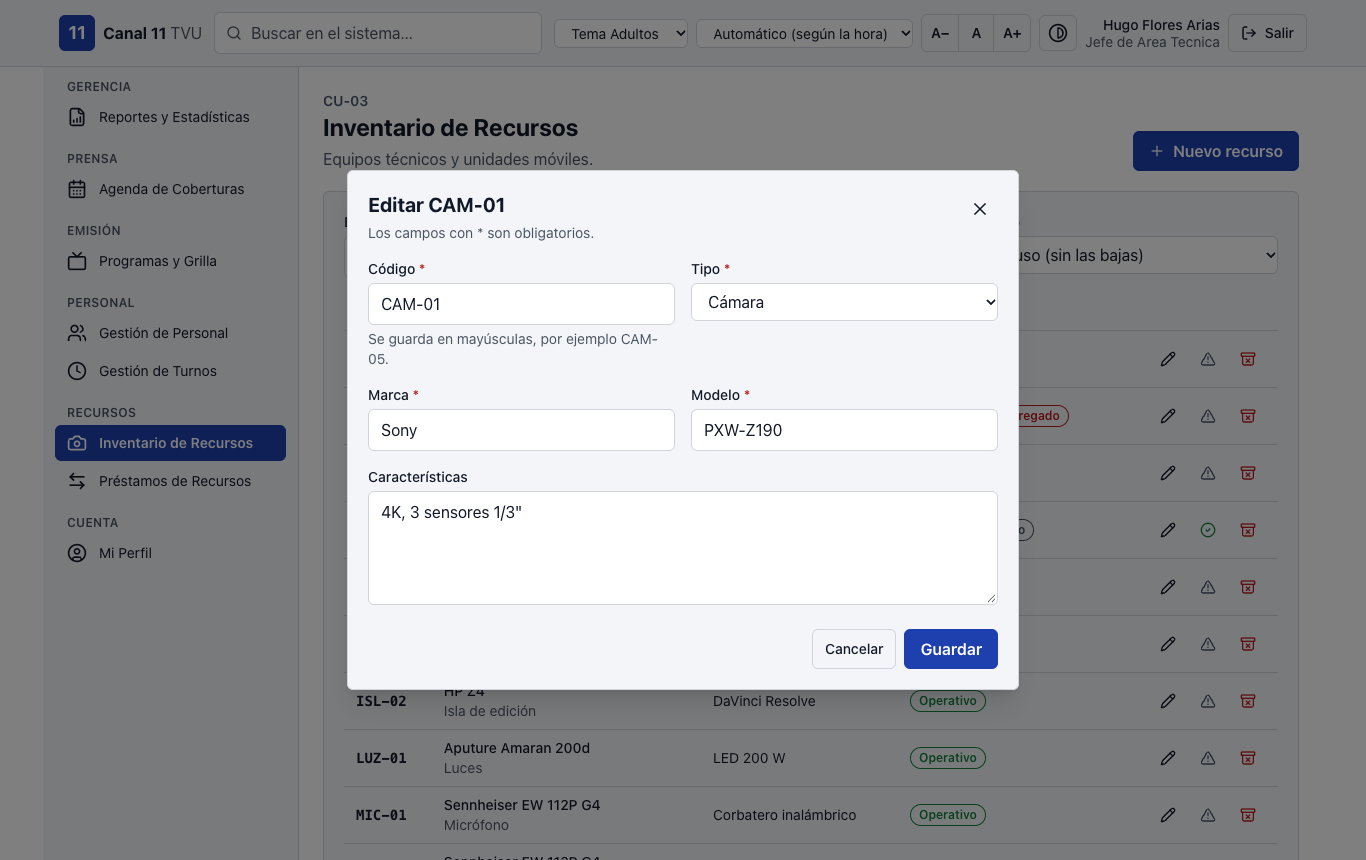 11 Canal 11 TVU
Buscar en el sistema...
Tema Adultos
Automático (según la hora)
A− A A+
Hugo Flores Arias
Jefe de Area Tecnica
Salir
GERENCIA
Reportes y Estadísticas
PRENSA
Agenda de Coberturas
EMISIÓN
Programas y Grilla
PERSONAL
Gestión de Personal
Gestión de Turnos
RECURSOS
Inventario de Recursos
Préstamos de Recursos
CUENTA
Mi Perfil
CU-03
Inventario de Recursos
Equipos técnicos y unidades móviles.
+ Nuevo recurso
uso (sin las bajas)
Editar CAM-01
Los campos con * son obligatorios.
Código * Tipo *
CAM-01 Cámara
Se guarda en mayúsculas, por ejemplo CAM-
05.
Marca * Modelo *
Sony PXW-Z190
Características
4K, 3 sensores 1/3"
Cancelar Guardar
regado
ISL-02 HP Z4 DaVinci Resolve Operativo
Isla de edición
LUZ-01 Aputure Amaran 200d LED 200 W Operativo
Luces
MIC-01 Sennheiser EW 112P G4 Corbatero inalámbrico Operativo
Micrófono